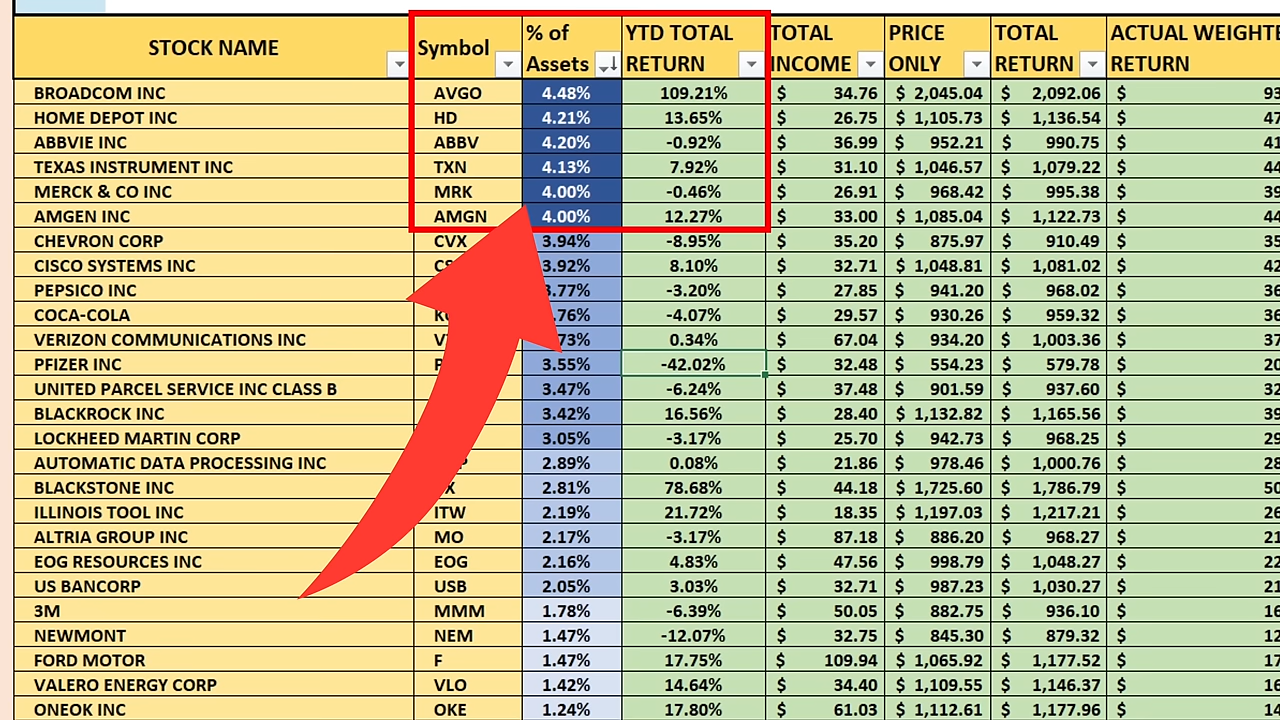 STOCK NAME Symbol % of Assets YTD TOTAL RETURN TOTAL INCOME PRICE ONLY TOTAL RETURN ACTUAL WEIGHTE RETURN
BROADCOM INC AVGO 4.48% 109.21% $ 34.76 $ 2,045.04 $ 2,092.06 $ 93
HOME DEPOT INC HD 4.21% 13.65% $ 26.75 $ 1,105.73 $ 1,136.54 $ 47
ABBVIE INC ABBV 4.20% -0.92% $ 36.99 $ 952.21 $ 990.75 $ 41
TEXAS INSTRUMENT INC TXN 4.13% 7.92% $ 31.10 $ 1,046.57 $ 1,079.22 $ 44
MERCK & CO INC MRK 4.00% -0.46% $ 26.91 $ 968.42 $ 995.38 $ 39
AMGEN INC AMGN 4.00% 12.27% $ 33.00 $ 1,085.04 $ 1,122.73 $ 44
CHEVRON CORP CVX 3.94% -8.95% $ 35.20 $ 875.97 $ 910.49 $ 35
CISCO SYSTEMS INC 3.92% 8.10% $ 32.71 $ 1,048.81 $ 1,081.02 $ 42
PEPSICO INC 3.77% -3.20% $ 27.85 $ 941.20 $ 968.02 $ 36
COCA-COLA .76% -4.07% $ 29.57 $ 930.26 $ 959.32 $ 36
VERIZON COMMUNICATIONS INC 73% 0.34% $ 67.04 $ 934.20 $ 1,003.36 $ 37
PFIZER INC 3.55% -42.02% $ 32.48 $ 554.23 $ 579.78 $ 20
UNITED PARCEL SERVICE INC CLASS B 3.47% -6.24% $ 37.48 $ 901.59 $ 937.60 $ 32
BLACKROCK INC 3.42% 16.56% $ 28.40 $ 1,132.82 $ 1,165.56 $ 39
LOCKHEED MARTIN CORP 3.05% -3.17% $ 25.70 $ 942.73 $ 968.25 $ 29
AUTOMATIC DATA PROCESSING INC 2.89% 0.08% $ 21.86 $ 978.46 $ 1,000.76 $ 28
BLACKSTONE INC X 2.81% 78.68% $ 44.18 $ 1,725.60 $ 1,786.79 $ 50
ILLINOIS TOOL INC ITW 2.19% 21.72% $ 18.35 $ 1,197.03 $ 1,217.21 $ 26
ALTRIA GROUP INC MO 2.17% -3.17% $ 87.18 $ 886.20 $ 968.27 $ 21
EOG RESOURCES INC EOG 2.16% 4.83% $ 47.56 $ 998.79 $ 1,048.27 $ 22
US BANCORP USB 2.05% 3.03% $ 32.71 $ 987.23 $ 1,030.27 $ 21
3M MMM 1.78% -6.39% $ 50.05 $ 882.75 $ 936.10 $ 16
NEWMONT NEM 1.47% -12.07% $ 32.75 $ 845.30 $ 879.32 $ 12
FORD MOTOR F 1.47% 17.75% $ 109.94 $ 1,065.92 $ 1,177.52 $ 17
VALERO ENERGY CORP VLO 1.42% 14.64% $ 34.40 $ 1,109.55 $ 1,146.37 $ 16
ONEOK INC OKE 1.24% 17.80% $ 61.03 $ 1,112.61 $ 1,177.96 $ 14